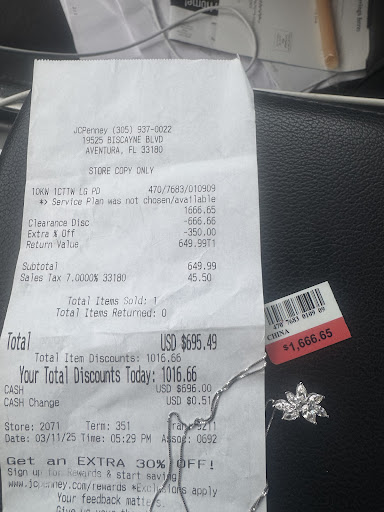 JCPenney (305) 937-0022
19525 BISCAYNE BLVD
AVENTURA, FL 33180
STORE COPY ONLY
10KW 1CTTW LG PD 470/7683/010909
*> Service Plan was not chosen/available
1666.65
Clearance Disc -666.66
Extra % Off -350.00
Return Value 649.99T1
Subtotal 649.99
Sales Tax 7.0000% 33180 45.50
Total Items Sold: 1
Total Items Returned: 0
Total USD $695.49
Total Item Discounts: 1016.66
Your Total Discounts Today: 1016.66
CASH USD $696.00
CASH Change USD $0.51
Store: 2071 Term: 351
Date: 03/11/25 Time: 05:29 PM Assoc: 0692
Get an EXTRA 30% OFF!
Sign up for Rewards & start saving
www.jcpenney.com/rewards *Exclusions apply
Your feedback matters.
470 7683 0109 09
CHINA
$1,666.65